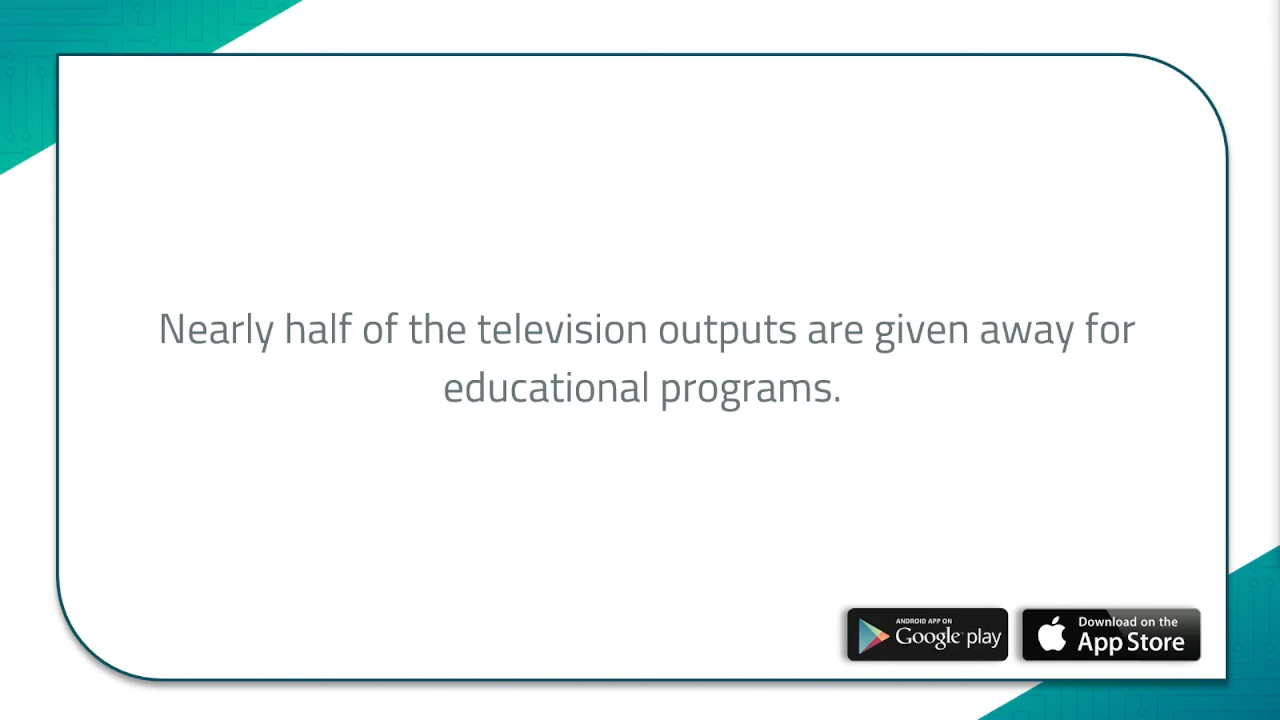 Nearly half of the television outputs are given away for
educational programs.
ANDROID APP ON
Google play
Download on the
App Store